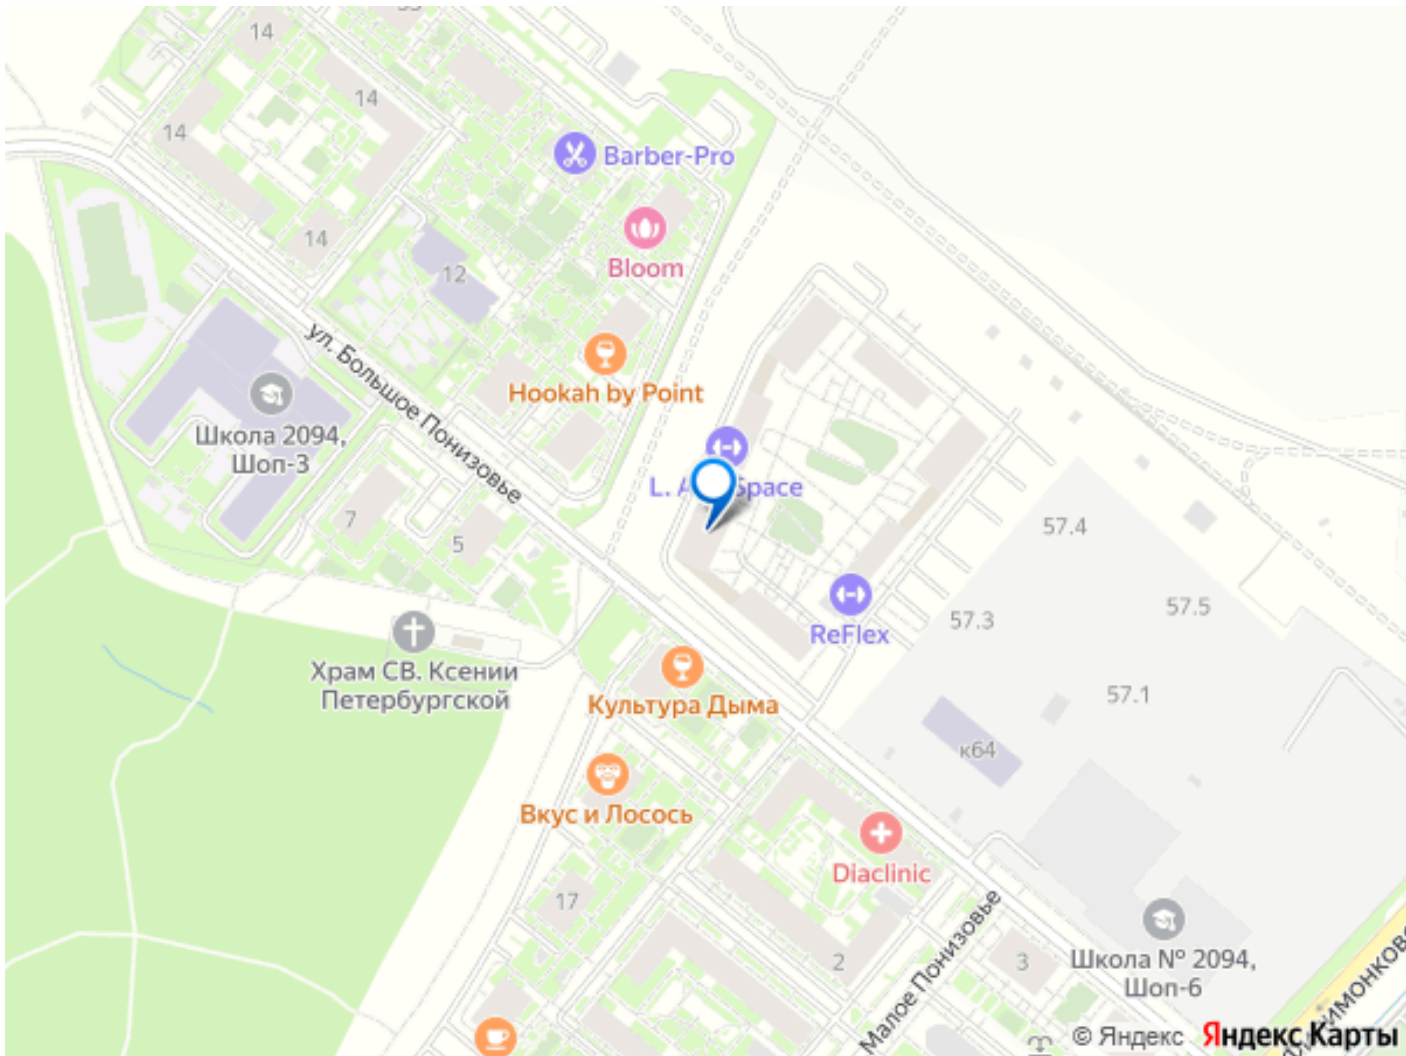 14
14
14
Barber-Pro
14
Bloom
12
ул. Большое Понизовье
Hookah by Point
Школа 2094,
Шоп-3
Space
7
5
57.4
57.5
57.3
ReFlex
Храм СВ. Ксении
Петербургской
57.1
Культура Дыма
к64
Вкус и Лосось
Diaclinic
17
Малое Понизовье
2
3
Школа № 2094,
Шоп-6
© Яндекс Яндекс Карты